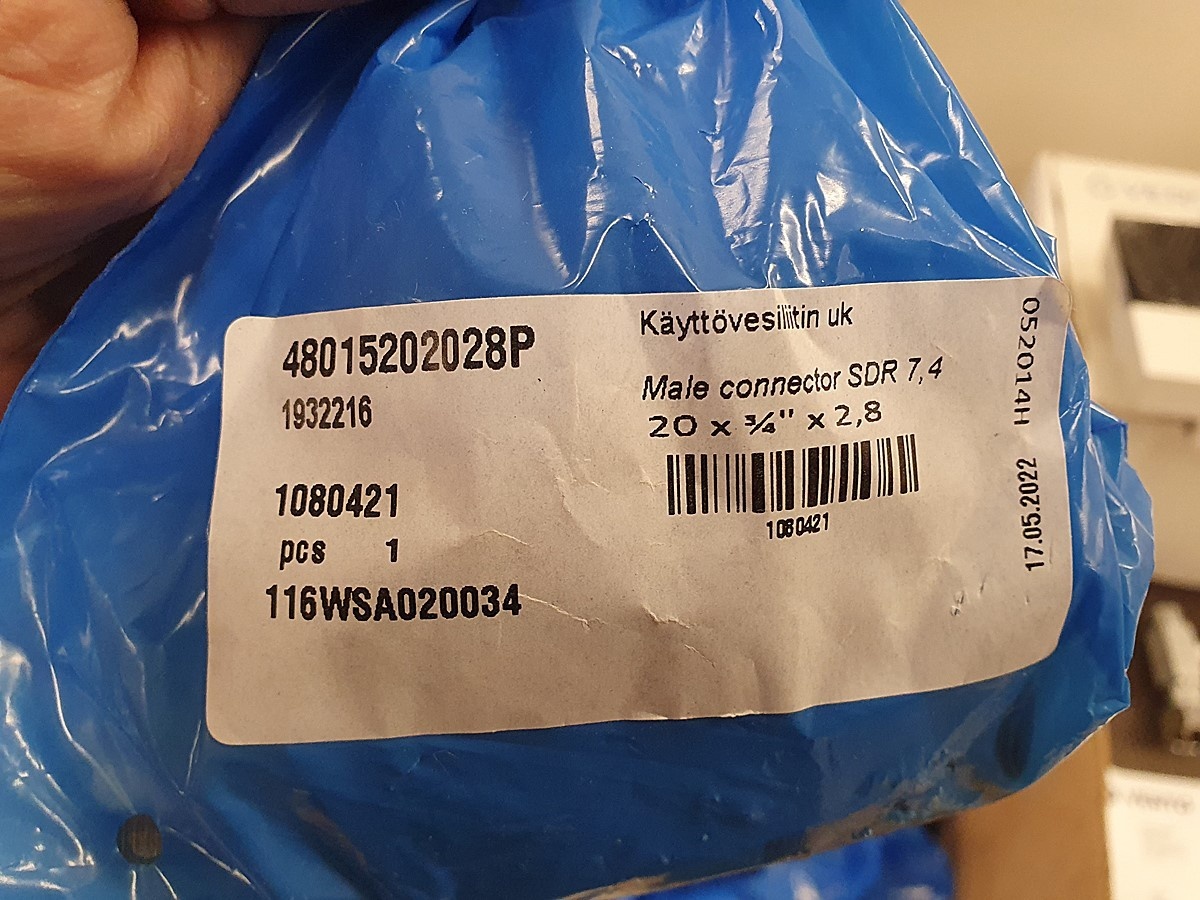 48015202028P
1932216
1080421
pcs 1
116WSA020034
Käyttövesiliitin uk
Male connector SDR 7,4
20 x ¾" x 2,8
1080421
052014H 17.05.2022